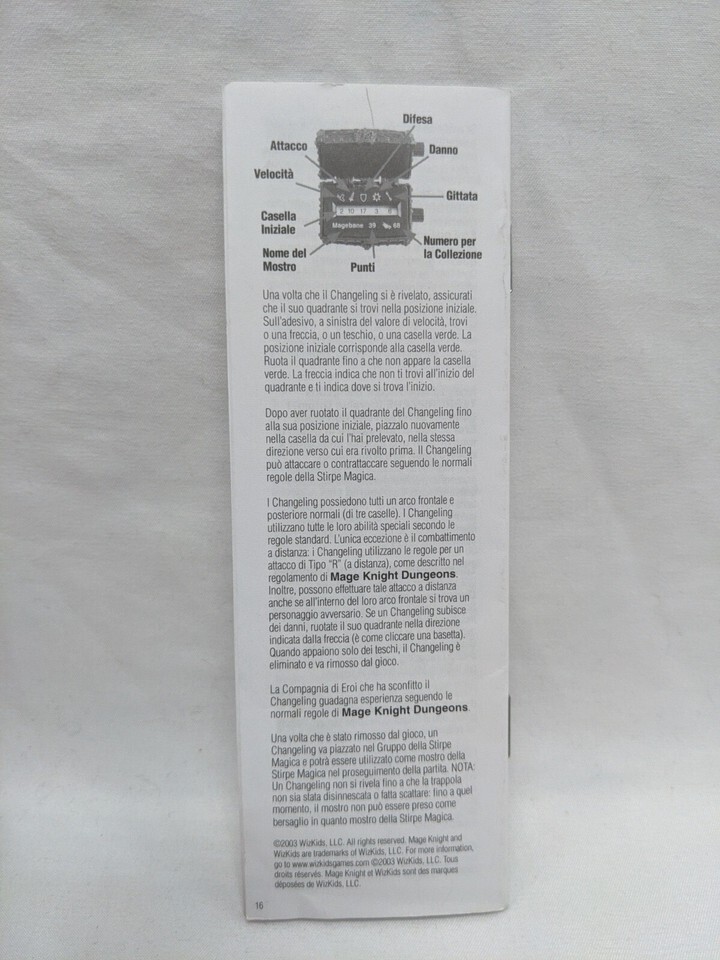 Difesa
Attacco
Danno
Velocità
Gittata
2 10 17 3 8
Casella
Iniziale
Magebane 39 68
Nome del
Mostro
Punti
Numero per
la Collezione
Una volta che il Changeling si è rivelato, assicurati
che il suo quadrante si trovi nella posizione iniziale.
Sull'adesivo, a sinistra del valore di velocità, trovi
o una freccia, o un teschio, o una casella verde. La
posizione iniziale corrisponde alla casella verde.
Ruota il quadrante fino a che non appare la casella
verde. La freccia indica che non ti trovi all'inizio del
quadrante e ti indica dove si trova l'inizio.
Dopo aver ruotato il quadrante del Changeling fino
alla sua posizione iniziale, piazzalo nuovamente
nella casella da cui l'hai prelevato, nella stessa
direzione verso cui era rivolto prima. Il Changeling
può attaccare o contrattaccare seguendo le normali
regole della Stirpe Magica.
I Changeling possiedono tutti un arco frontale e
posteriore normali (di tre caselle). I Changeling
utilizzano tutte le loro abilità speciali secondo le
regole standard. L'unica eccezione è il combattimento
a distanza: i Changeling utilizzano le regole per un
attacco di Tipo "R" (a distanza), come descritto nel
regolamento di Mage Knight Dungeons.
Inoltre, possono effettuare tale attacco a distanza
anche se all'interno del loro arco frontale si trova un
personaggio avversario. Se un Changeling subisce
dei danni, ruotate il suo quadrante nella direzione
indicata dalla freccia (è come cliccare una basetta).
Quando appaiono solo dei teschi, il Changeling è
eliminato e va rimosso dal gioco.
La Compagnia di Eroi che ha sconfitto il
Changeling guadagna esperienza seguendo le
normali regole di Mage Knight Dungeons.
Una volta che è stato rimosso dal gioco, un
Changeling va piazzato nel Gruppo della Stirpe
Magica e potrà essere utilizzato come mostro della
Stirpe Magica nel proseguimento della partita. NOTA:
Un Changeling non si rivela fino a che la trappola
non sia stata disinnescata o fatta scattare: fino a quel
momento, il mostro non può essere preso come
bersaglio in quanto mostro della Stirpe Magica.
©2003 WizKids, LLC. All rights reserved. Mage Knight and
WizKids are trademarks of WizKids, LLC. For more information,
go to www.wizkidsgames.com ©2003 WizKids, LLC. Tous
droits réservés. Mage Knight et WizKids sont des marques
déposées de WizKids, LLC.
16